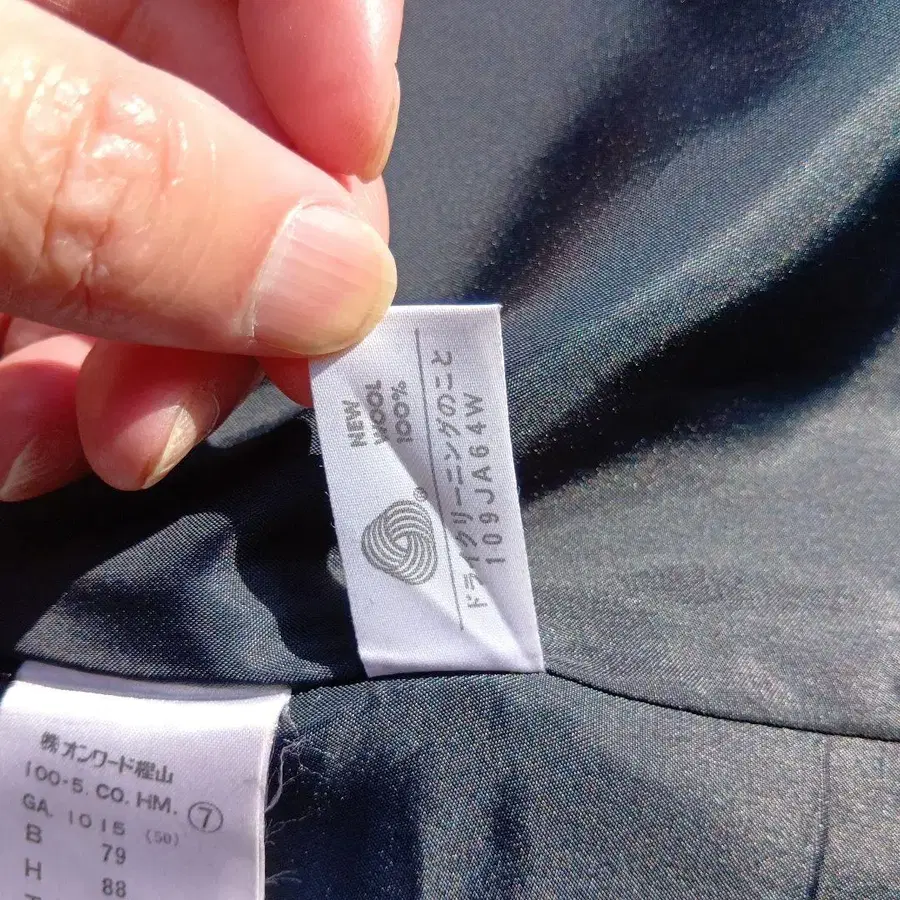 NEW
WOOL
100%
®
ドライクリーニングのこと
109JA64W
㈱オンワード樫山
100-5. CO. HM. ⑦
GA. 1015 (50)
B 79
H 88